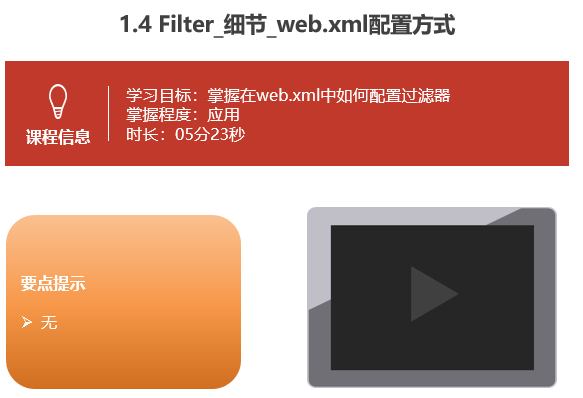 1.4 Filter_细节_web.xml配置方式
课程信息
学习目标：掌握在web.xml中如何配置过滤器
掌握程度：应用
时长：05分23秒
要点提示
➢ 无